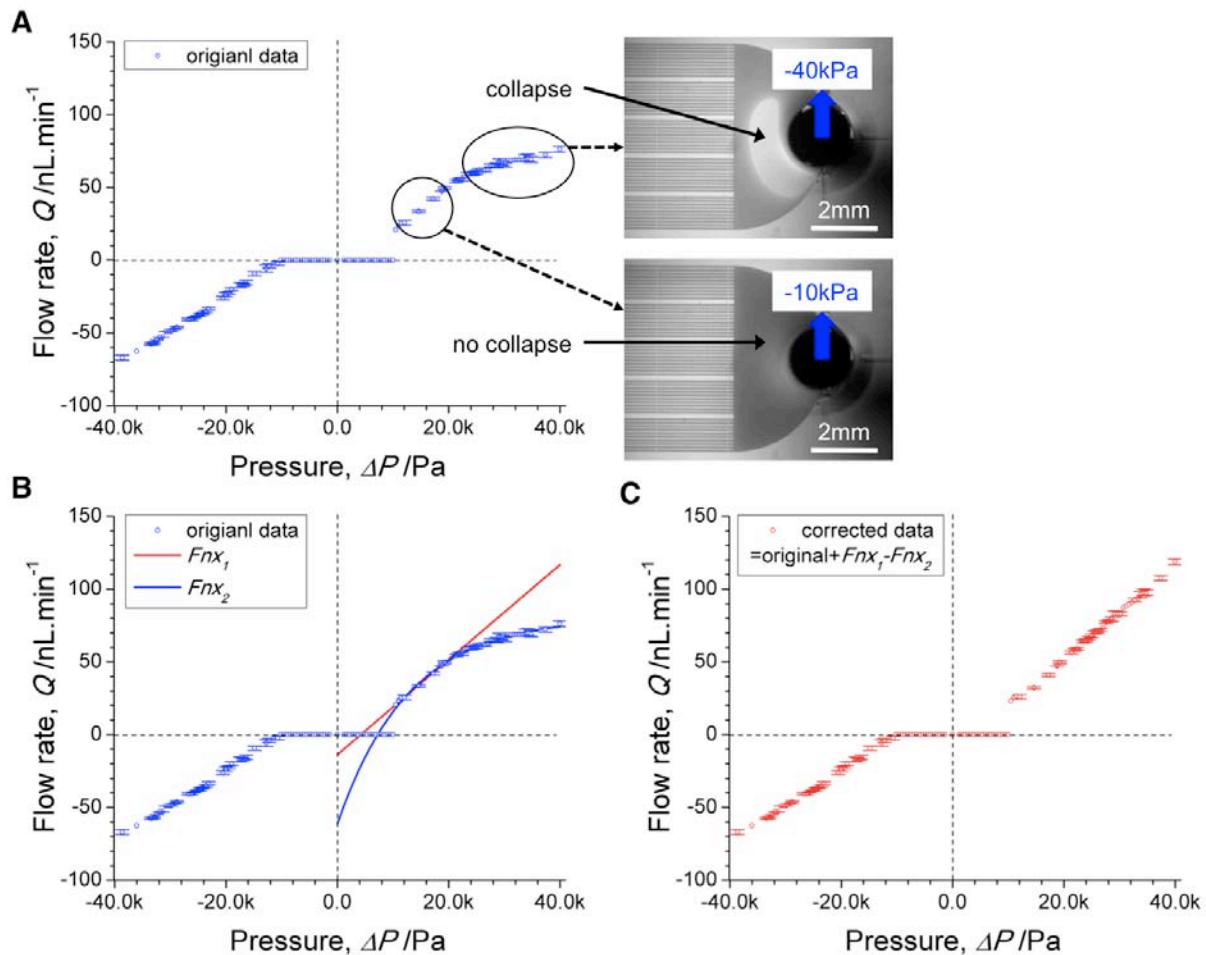 A
150
100
50
0
-50
-100
-40.0k -20.0k 0.0 20.0k 40.0k
Flow rate, Q /nL.min⁻¹
Pressure, ΔP /Pa
origianl data
collapse
-40kPa
2mm
no collapse
-10kPa
2mm
B
150
100
50
0
-50
-100
-40.0k -20.0k 0.0 20.0k 40.0k
Flow rate, Q /nL.min⁻¹
Pressure, ΔP /Pa
origianl data
Fnx₁
Fnx₂
C
150
100
50
0
-50
-100
-40.0k -20.0k 0.0 20.0k 40.0k
Flow rate, Q /nL.min⁻¹
Pressure, ΔP /Pa
corrected data
=original+Fnx₁-Fnx₂